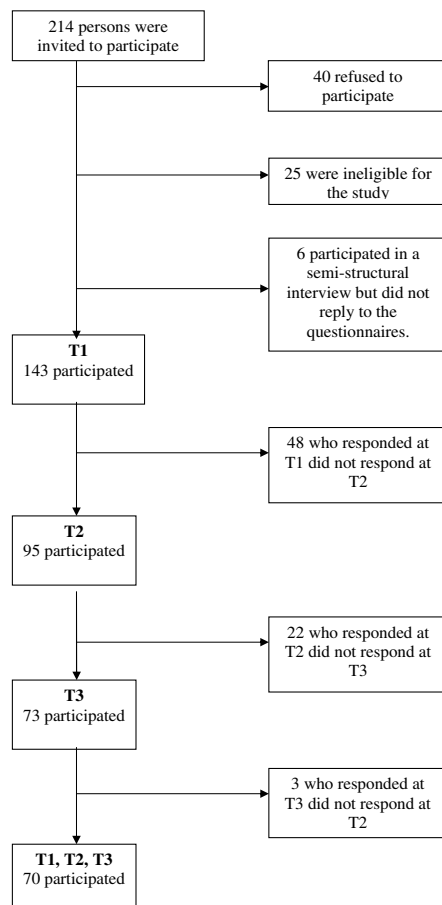 214 persons were
invited to participate
40 refused to
participate
25 were ineligible for
the study
6 participated in a
semi-structural
interview but did not
reply to the
questionnaires.
T1
143 participated
48 who responded at
T1 did not respond at
T2
T2
95 participated
22 who responded at
T2 did not respond at
T3
T3
73 participated
3 who responded at
T3 did not respond at
T2
T1, T2, T3
70 participated